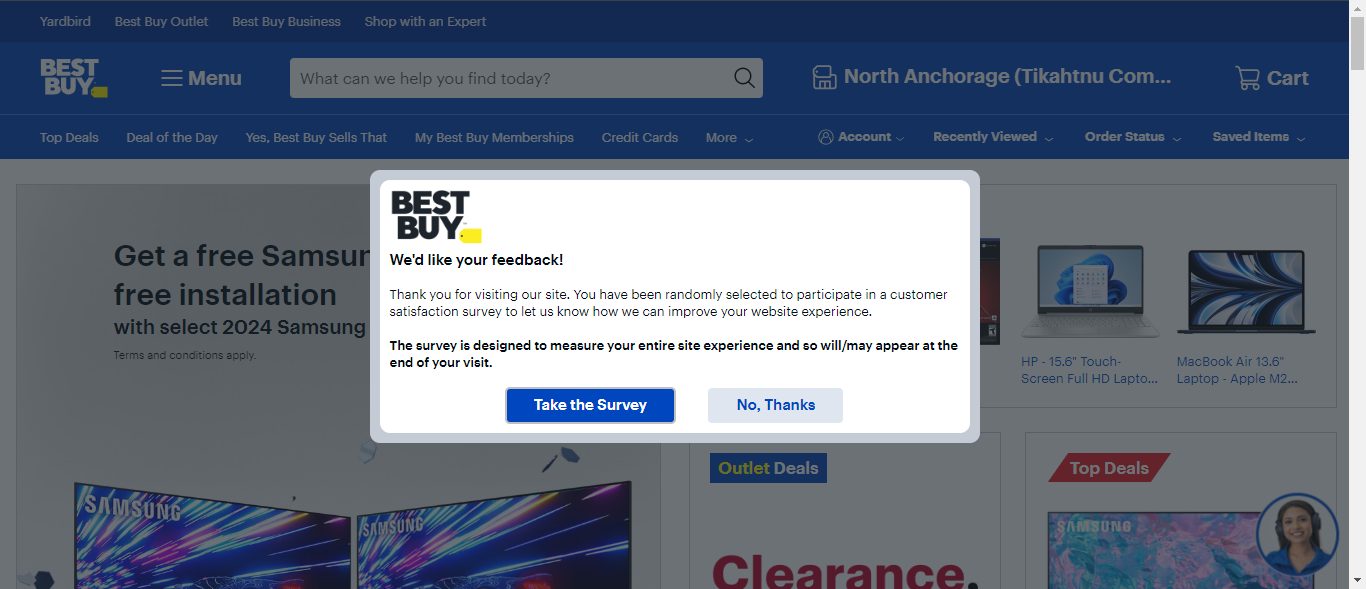 Yardbird Best Buy Outlet Best Buy Business Shop with an Expert
BEST
BUY
Menu
What can we help you find today?
North Anchorage (Tikahtnu Com...
Cart
Top Deals Deal of the Day Yes, Best Buy Sells That My Best Buy Memberships Credit Cards More
Account Recently Viewed Order Status Saved Items
BEST
BUY
We'd like your feedback!
Thank you for visiting our site. You have been randomly selected to participate in a customer
satisfaction survey to let us know how we can improve your website experience.
The survey is designed to measure your entire site experience and so will/may appear at the
end of your visit.
Take the Survey No, Thanks
Get a free Samsun
free installation
with select 2024 Samsung
Terms and conditions apply.
HP - 15.6" Touch-
Screen Full HD Lapto...
MacBook Air 13.6"
Laptop - Apple M2...
SAMSUNG
SAMSUNG
Outlet Deals
Clearance.
Top Deals
SAMSUNG